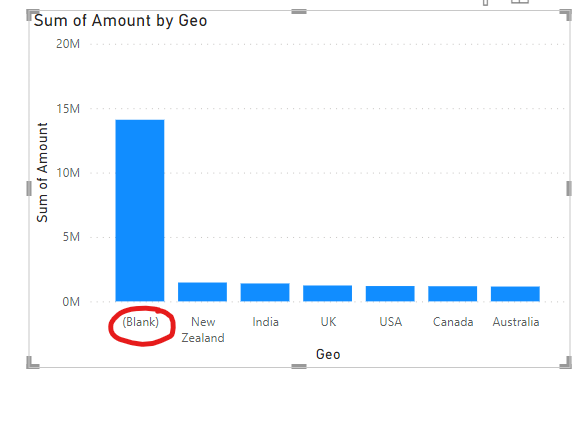 Sum of Amount by Geo
20M
15M
10M
5M
0M
Sum of Amount
(Blank)
New
Zealand
India
UK
USA
Canada
Australia
Geo